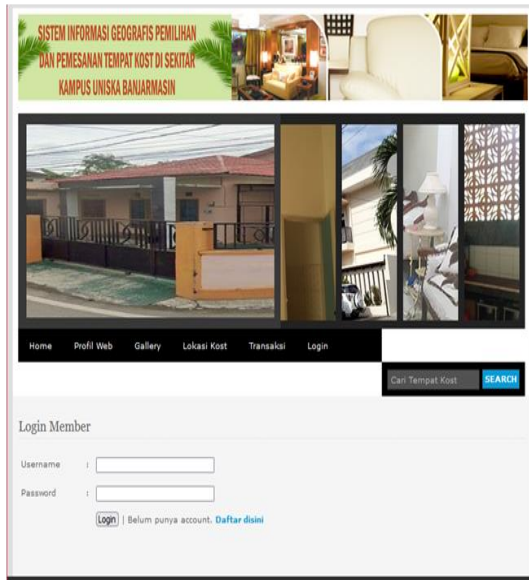 SISTEM INFORMASI GEOGRAFIS PEMILIHAN
DAN PEMESANAN TEMPAT KOST DI SEKITAR
KAMPUS UNISKA BANJARMASIN
Home Profil Web Gallery Lokasi Kost Transaksi Login
Cari Tempat Kost SEARCH
Login Member
Username :
Password :
Login | Belum punya account. Daftar disini